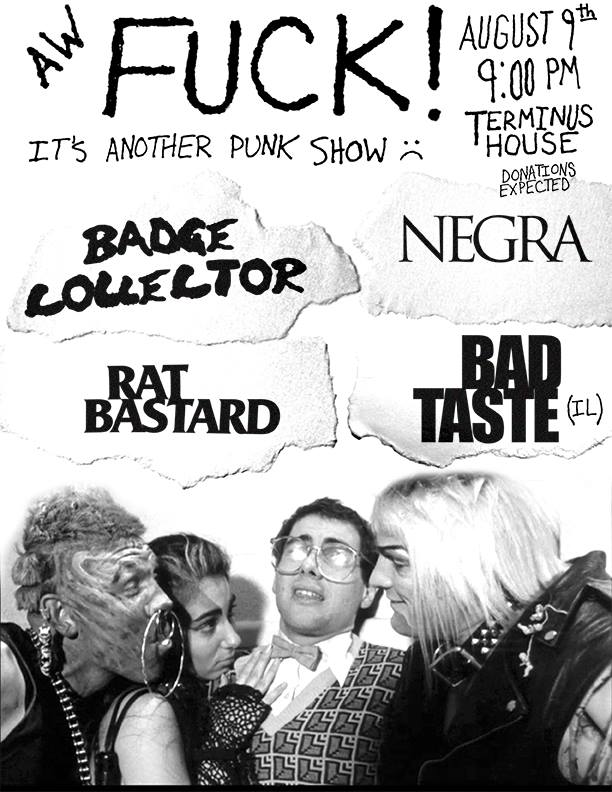 AW
FUCK!
IT'S ANOTHER PUNK SHOW :(
AUGUST 9th
9:00 PM
TERMINUS
HOUSE
DONATIONS
EXPECTED
BADGE
COLLECTOR
NEGRA
RAT
BASTARD
BAD
TASTE (IL)